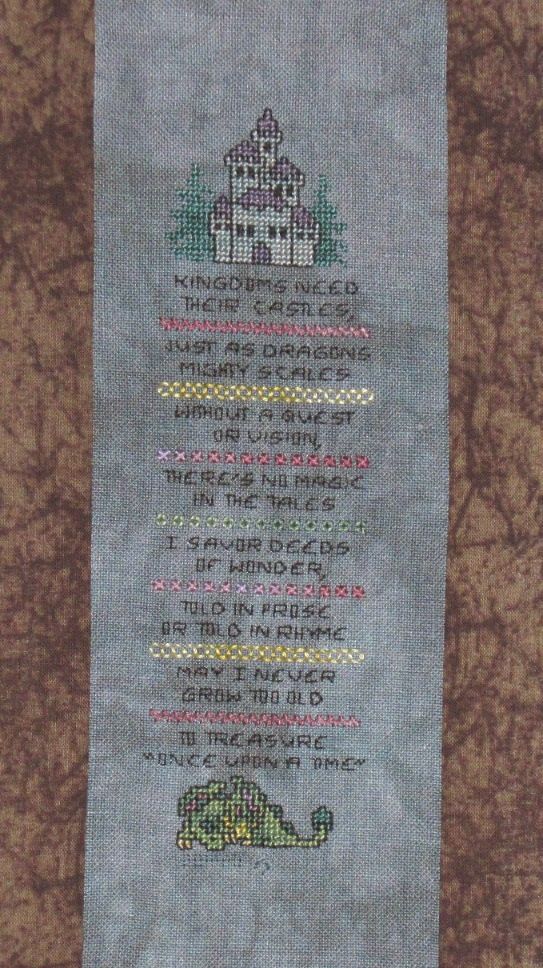 KINGDOMS NEED
THEIR CASTLES,
JUST AS DRAGONS
MIGHTY SCALES
WITHOUT A QUEST
OR VISION,
THERE'S NO MAGIC
IN THE TALES
I SAVOR DEEDS
OF WONDER,
TOLD IN PROSE
OR TOLD IN RHYME
MAY I NEVER
GROW TOO OLD
TO TREASURE
"ONCE UPON A TIME"